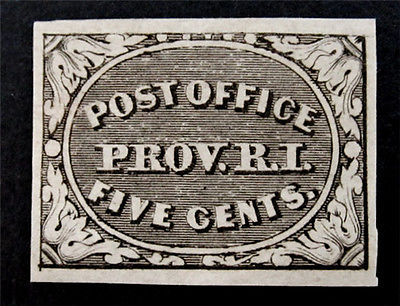 POST OFFICE
PROV. R.I.
FIVE CENTS.